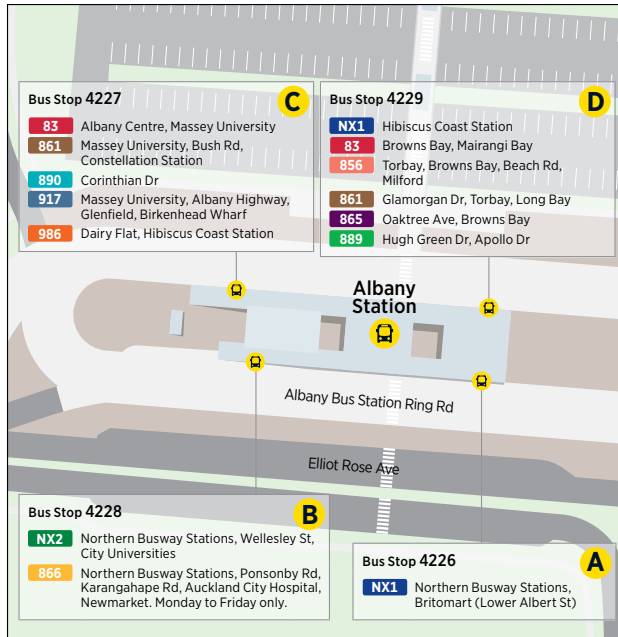 Bus Stop 4227
C
83 Albany Centre, Massey University
861 Massey University, Bush Rd,
Constellation Station
890 Corinthian Dr
917 Massey University, Albany Highway,
Glenfield, Birkenhead Wharf
986 Dairy Flat, Hibiscus Coast Station
Bus Stop 4229
D
NX1 Hibiscus Coast Station
83 Browns Bay, Mairangi Bay
856 Torbay, Browns Bay, Beach Rd,
Milford
861 Glamorgan Dr, Torbay, Long Bay
865 Oaktree Ave, Browns Bay
889 Hugh Green Dr, Apollo Dr
Albany
Station
Albany Bus Station Ring Rd
Elliot Rose Ave
Bus Stop 4228
B
NX2 Northern Busway Stations, Wellesley St,
City Universities
866 Northern Busway Stations, Ponsonby Rd,
Karangahape Rd, Auckland City Hospital,
Newmarket. Monday to Friday only.
Bus Stop 4226
A
NX1 Northern Busway Stations,
Britomart (Lower Albert St)